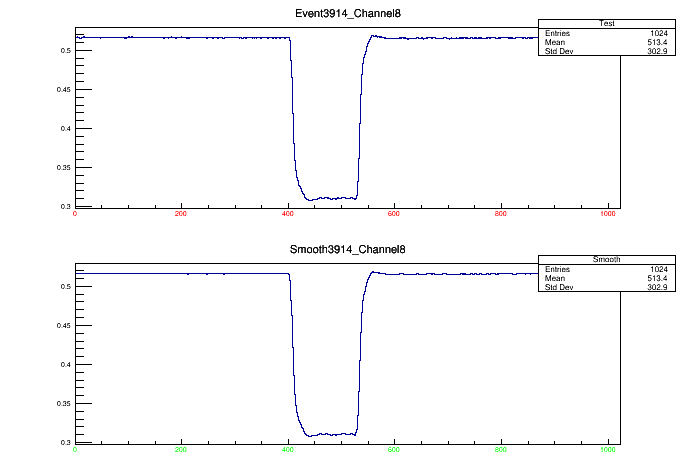 Event3914_Channel8
Test
Entries 1024
Mean 513.4
Std Dev 302.9
0.5
0.45
0.4
0.35
0.3
0 200 400 600 800 1000
Smooth3914_Channel8
Smooth
Entries 1024
Mean 513.4
Std Dev 302.9
0.5
0.45
0.4
0.35
0.3
0 200 400 600 800 1000